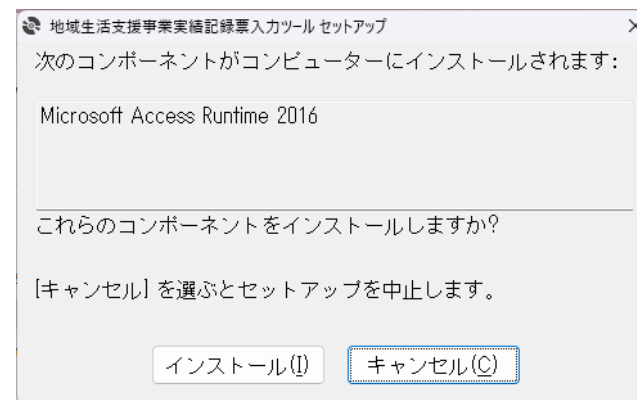 地域生活支援事業実績記録票入力ツール セットアップ
次のコンポーネントがコンピューターにインストールされます:
Microsoft Access Runtime 2016
これらのコンポーネントをインストールしますか?
[キャンセル] を選ぶとセットアップを中止します。
インストール(I)
キャンセル(C)